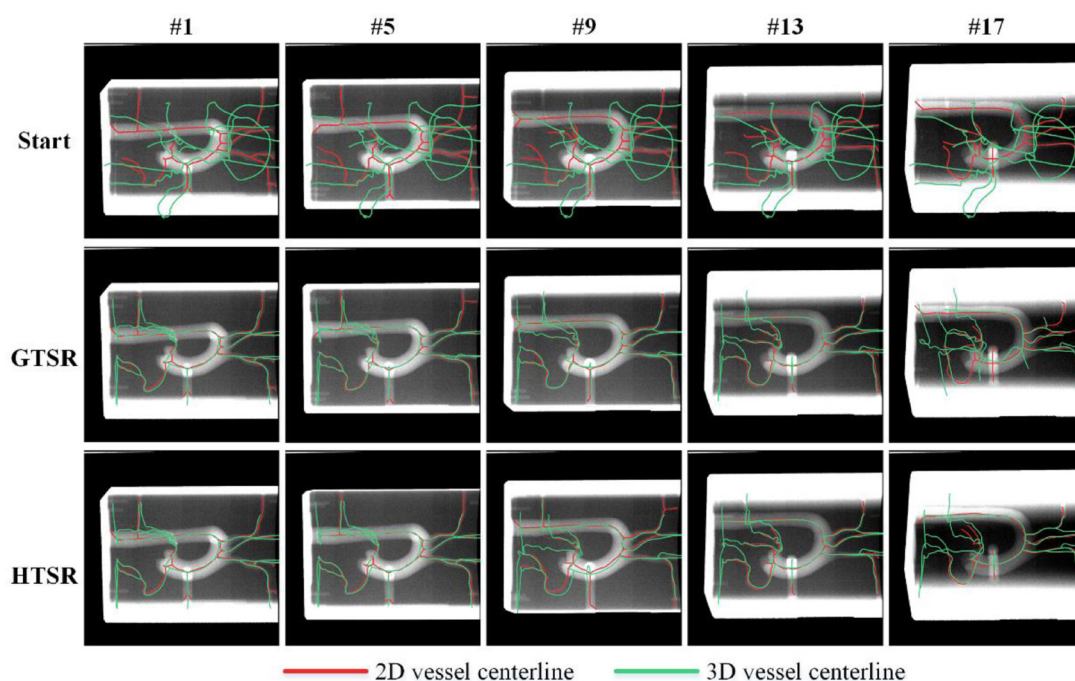 #1 #5 #9 #13 #17
Start
GTSR
HTSR
2D vessel centerline 3D vessel centerline